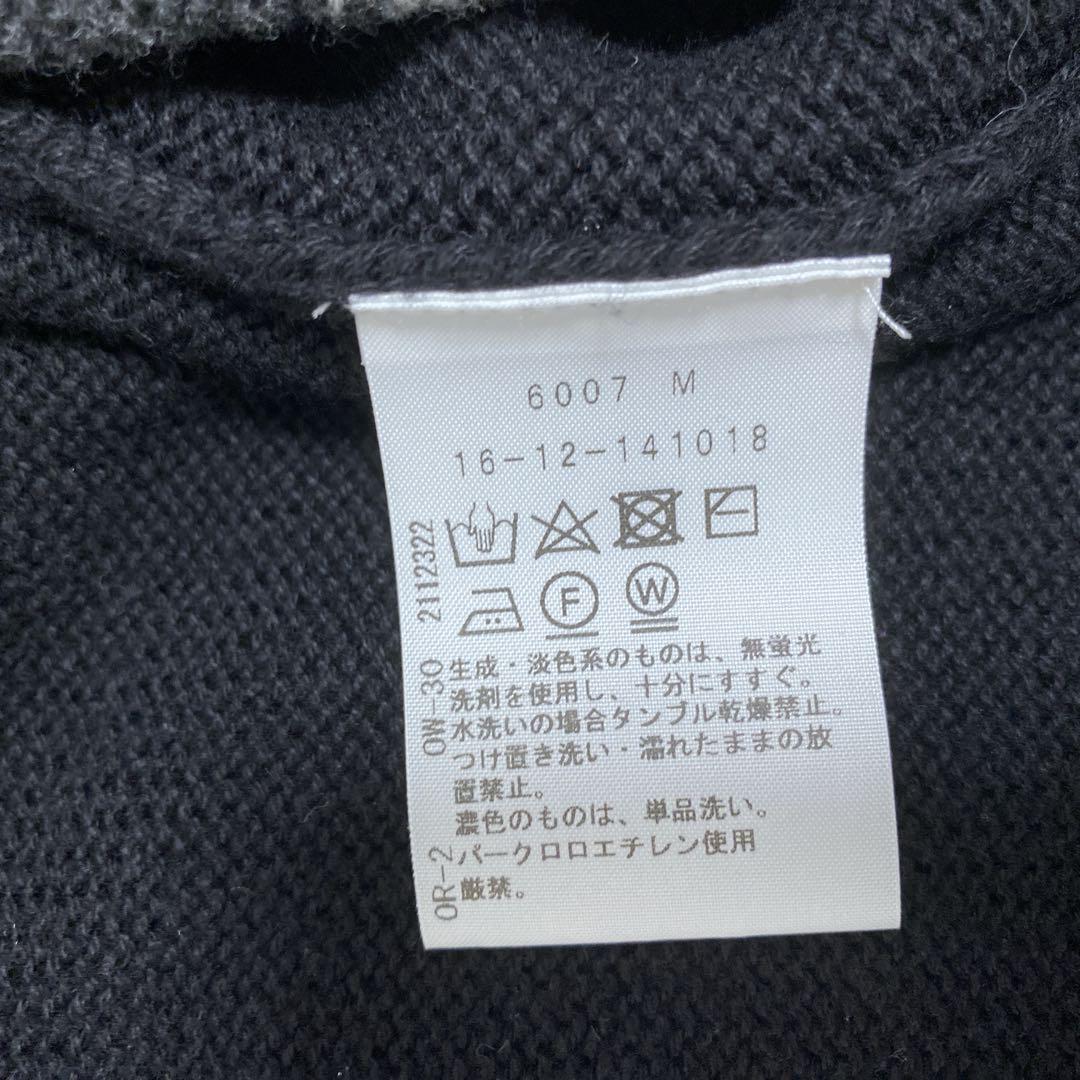 6007 M
16-12-141018
F
W
生成・淡色系のものは、無蛍光
洗剤を使用し、十分にすすぐ。
水洗いの場合タンブル乾燥禁止。
つけ置き洗い・濡れたままの放
置禁止。
濃色のものは、単品洗い。
パークロロエチレン使用
厳禁。
OR-2 OW-30 2112322